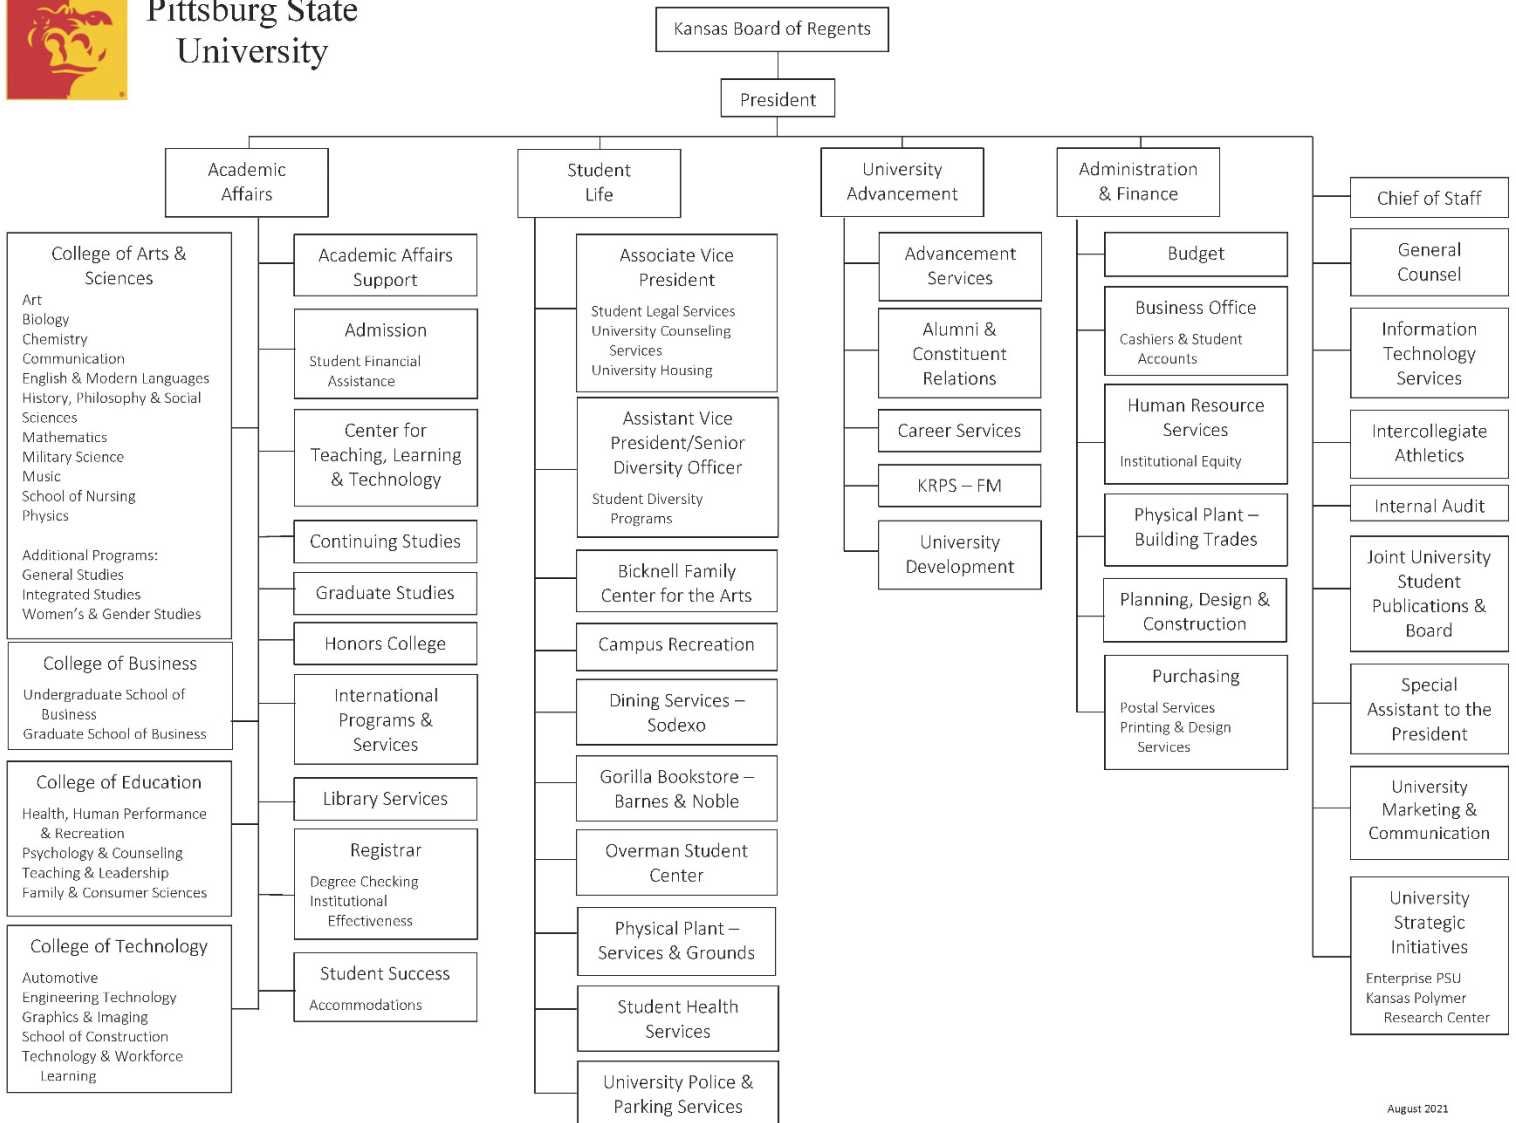 Pittsburg State
University
Kansas Board of Regents
President
Academic
Affairs
College of Arts &
Sciences
Art
Biology
Chemistry
Communication
English & Modern Languages
History, Philosophy & Social
Sciences
Mathematics
Military Science
Music
School of Nursing
Physics
Additional Programs:
General Studies
Integrated Studies
Women's & Gender Studies
College of Business
Undergraduate School of
Business
Graduate School of Business
College of Education
Health, Human Performance
& Recreation
Psychology & Counseling
Teaching & Leadership
Family & Consumer Sciences
College of Technology
Automotive
Engineering Technology
Graphics & Imaging
School of Construction
Technology & Workforce
Learning
Academic Affairs
Support
Admission
Student Financial
Assistance
Center for
Teaching, Learning
& Technology
Continuing Studies
Graduate Studies
Honors College
International
Programs &
Services
Library Services
Registrar
Degree Checking
Institutional
Effectiveness
Student Success
Accommodations
Student
Life
Associate Vice
President
Student Legal Services
University Counseling
Services
University Housing
Assistant Vice
President/Senior
Diversity Officer
Student Diversity
Programs
Bicknell Family
Center for the Arts
Campus Recreation
Dining Services –
Sodexo
Gorilla Bookstore –
Barnes & Noble
Overman Student
Center
Physical Plant –
Services & Grounds
Student Health
Services
University Police &
Parking Services
University
Advancement
Advancement
Services
Alumni &
Constituent
Relations
Career Services
KRPS – FM
University
Development
Administration
& Finance
Budget
Business Office
Cashiers & Student
Accounts
Human Resource
Services
Institutional Equity
Physical Plant –
Building Trades
Planning, Design &
Construction
Purchasing
Postal Services
Printing & Design
Services
Chief of Staff
General
Counsel
Information
Technology
Services
Intercollegiate
Athletics
Internal Audit
Joint University
Student
Publications &
Board
Special
Assistant to the
President
University
Marketing &
Communication
University
Strategic
Initiatives
Enterprise PSU
Kansas Polymer
Research Center
August 2021